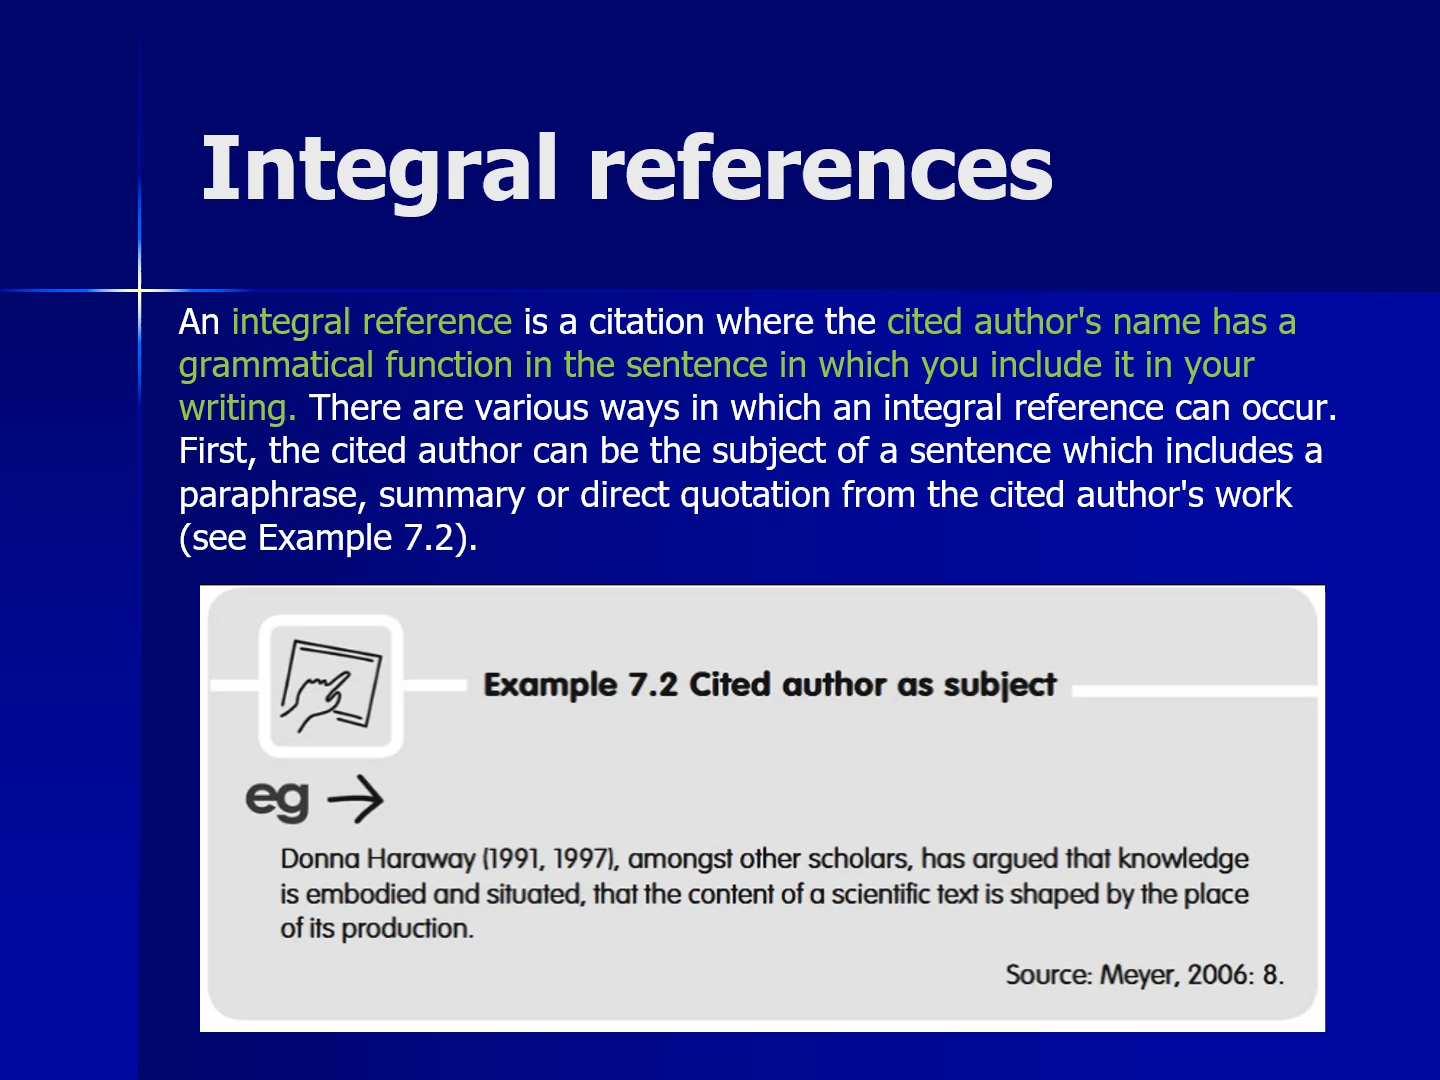 Integral references
An integral reference is a citation where the cited author's name has a
grammatical function in the sentence in which you include it in your
writing. There are various ways in which an integral reference can occur.
First, the cited author can be the subject of a sentence which includes a
paraphrase, summary or direct quotation from the cited author's work
(see Example 7.2).
Example 7.2 Cited author as subject
eg →
Donna Haraway (1991, 1997), amongst other scholars, has argued that knowledge
is embodied and situated, that the content of a scientific text is shaped by the place
of its production.
Source: Meyer, 2006: 8.